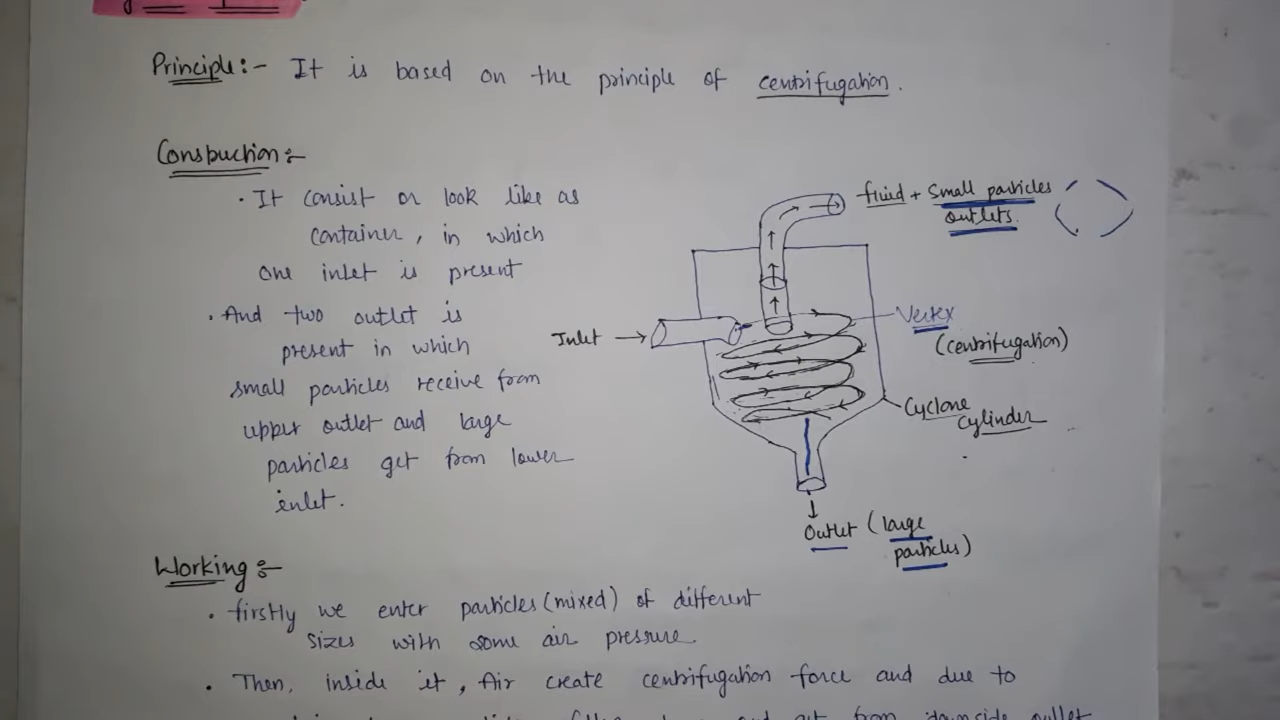 Principle:- It is based on the principle of centrifugation.
Consbuction:-
· It consist or look like as
container, in which
one inlet is present
· And two outlet is
present in which
small particles receive from
upper outlet and large
particles get from lower
enlet.
fluid + small particles
outlets.
Inlet →
Vertex
(centrifugation)
Cyclone
cylinder
Outlet (large
particles)
Working:-
· firstly we enter particles (mixed) of different
sizes with some air pressure
· Then, inside it, Air create centrifugation force and due to